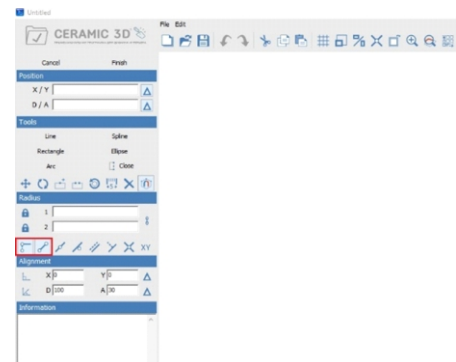 Untitled
File Edit
CERAMIC 3D
Cancel Finish
Position
X / Y
D / A
Tools
Line Spline
Rectangle Ellipse
Arc Close
Radius
1
2
XY
Alignment
X 0 Y 0
D 100 A 30
Information